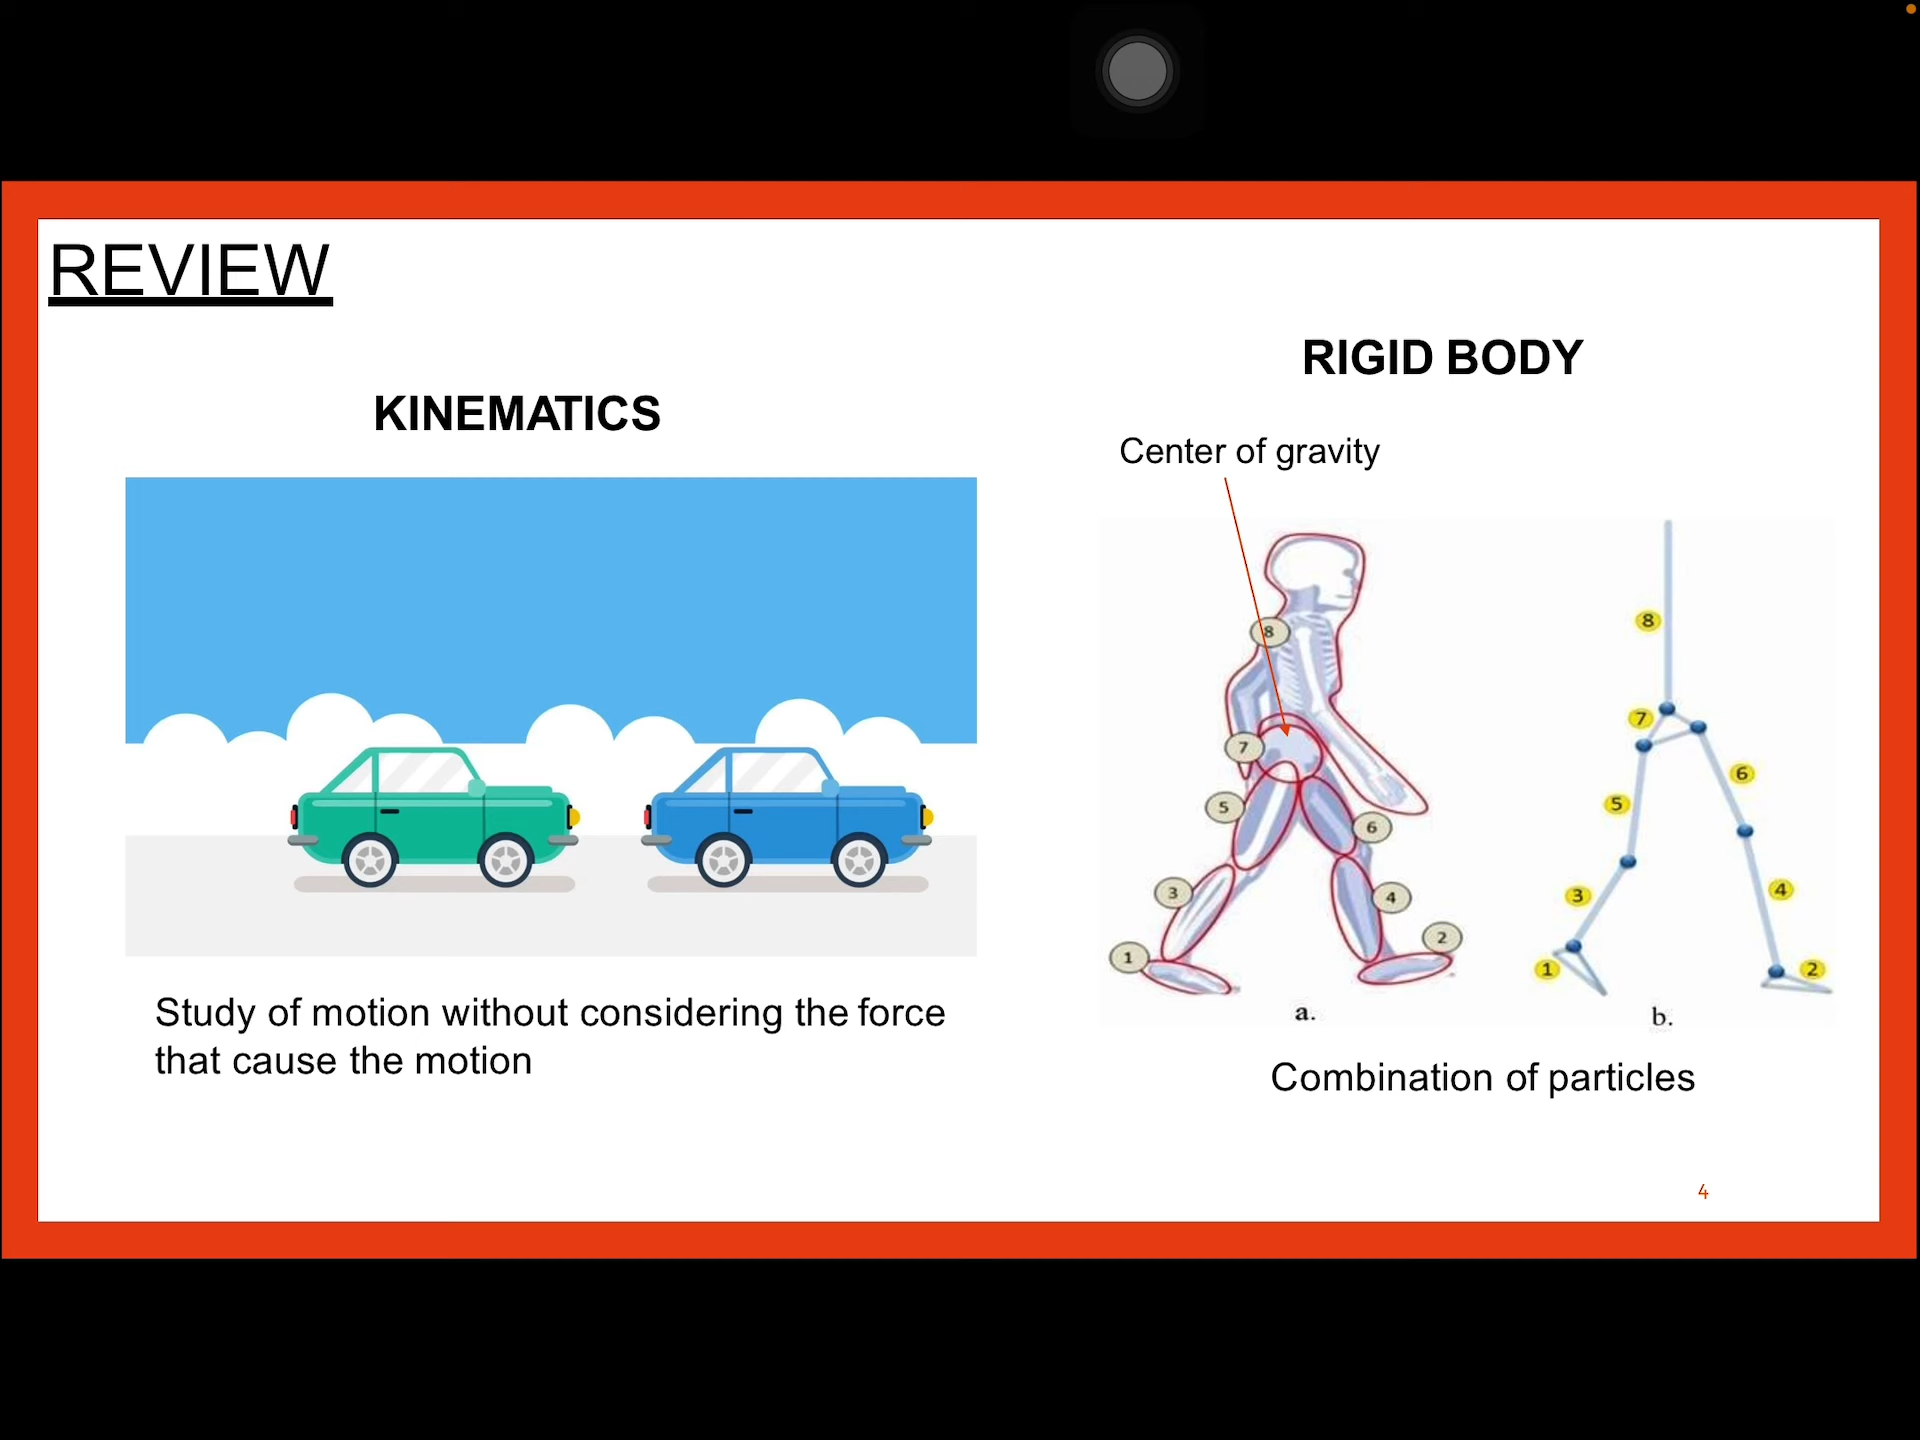 REVIEW
KINEMATICS
Study of motion without considering the force
that cause the motion
RIGID BODY
Center of gravity
8
7
5
6
3
4
1
2
a.
8
7
6
5
3
4
1
2
b.
Combination of particles
4